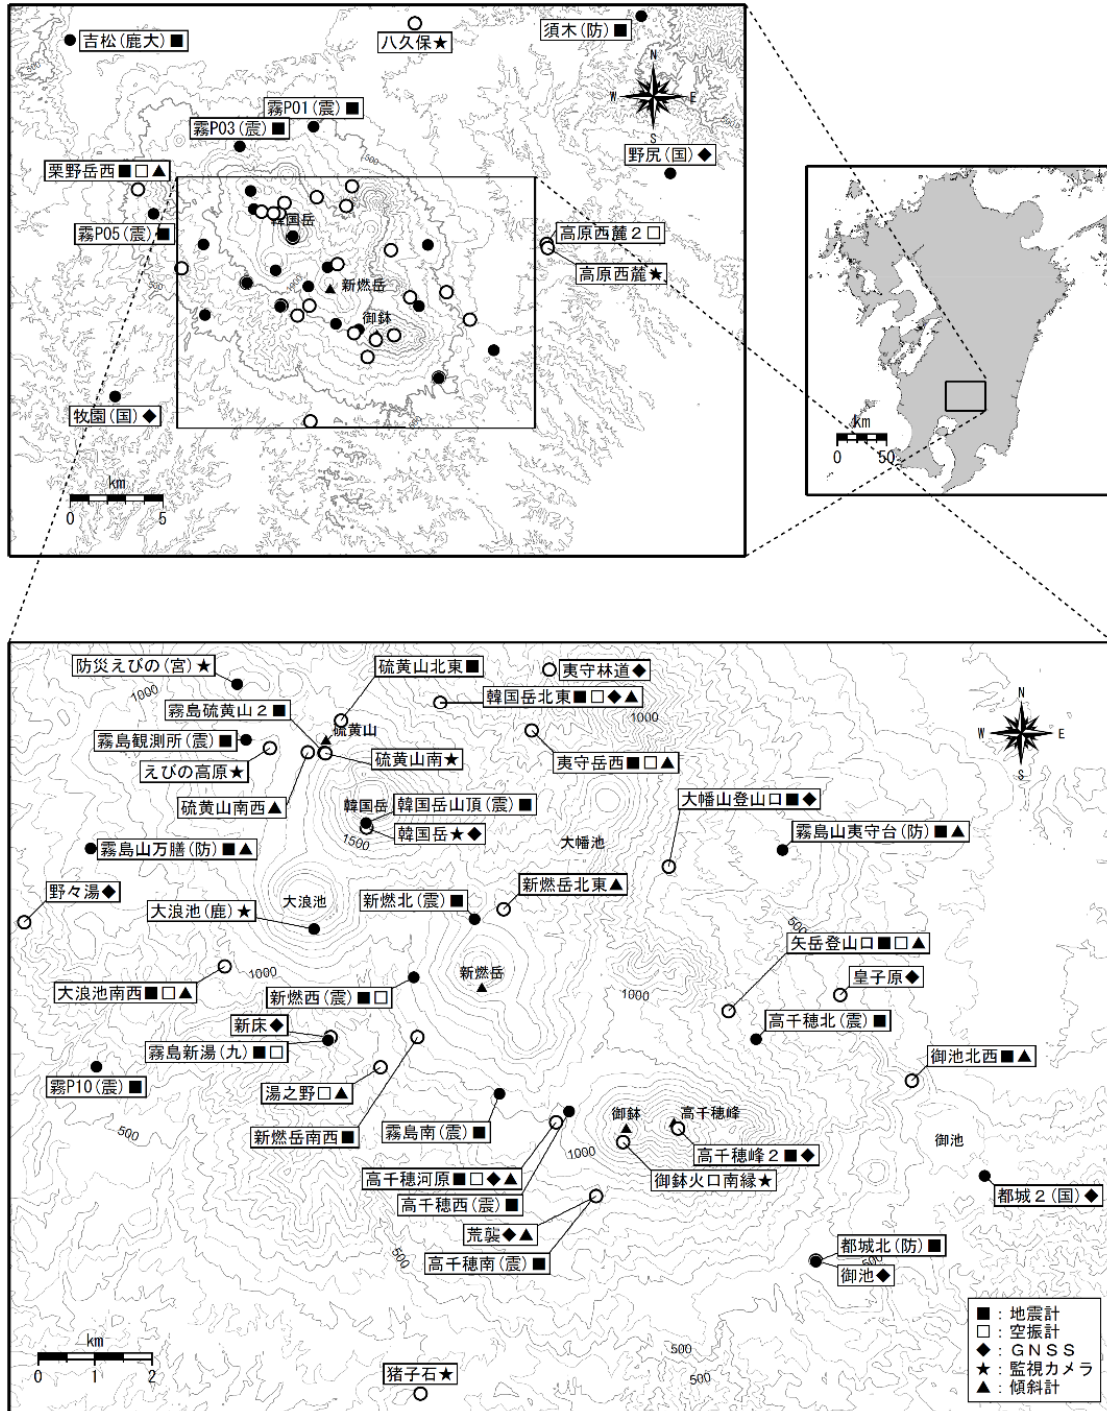 吉松(鹿大)■
八久保★
須木(防)■
N
W E
S
霧P01(震)■
霧P03(震)■
野尻(国)◆
栗野岳西■□▲
霧P05(震)■
韓国岳
高原西麓2□
高原西麓★
新燃岳
御鉢
牧園(国)◆
km
0 5
km
0 50
防災えびの(宮)★
硫黄山北東■
夷守林道◆
1000
韓国岳北東■□◆▲
霧島硫黄山2■
硫黄山
1000
N
W E
S
霧島観測所(震)■
硫黄山南★
夷守岳西■□▲
えびの高原★
硫黄山南西▲
韓国岳
韓国岳山頂(震)■
大幡山登山口■◆
韓国岳★◆
1500
大幡池
霧島山夷守台(防)■▲
霧島山万膳(防)■▲
野々湯◆
大浪池
新燃岳北東▲
新燃北(震)■
大浪池(鹿)★
500
矢岳登山口■□▲
1000
新燃岳
1000
皇子原◆
大浪池南西■□▲
新燃西(震)■□
新床◆
高千穂北(震)■
霧島新湯(九)■□
御池北西■▲
霧P10(震)■
湯之野□▲
500
新燃岳南西■
霧島南(震)■
御鉢
高千穂峰
御池
1000
高千穂峰2■◆
高千穂河原■□◆▲
御鉢火口南縁★
高千穂西(震)■
都城2(国)◆
荒襲◆▲
500
高千穂南(震)■
都城北(防)■
500
御池◆
■:地震計
□:空振計
◆:GNSS
★:監視カメラ
▲:傾斜計
km
0 1 2
500
500
猪子石★